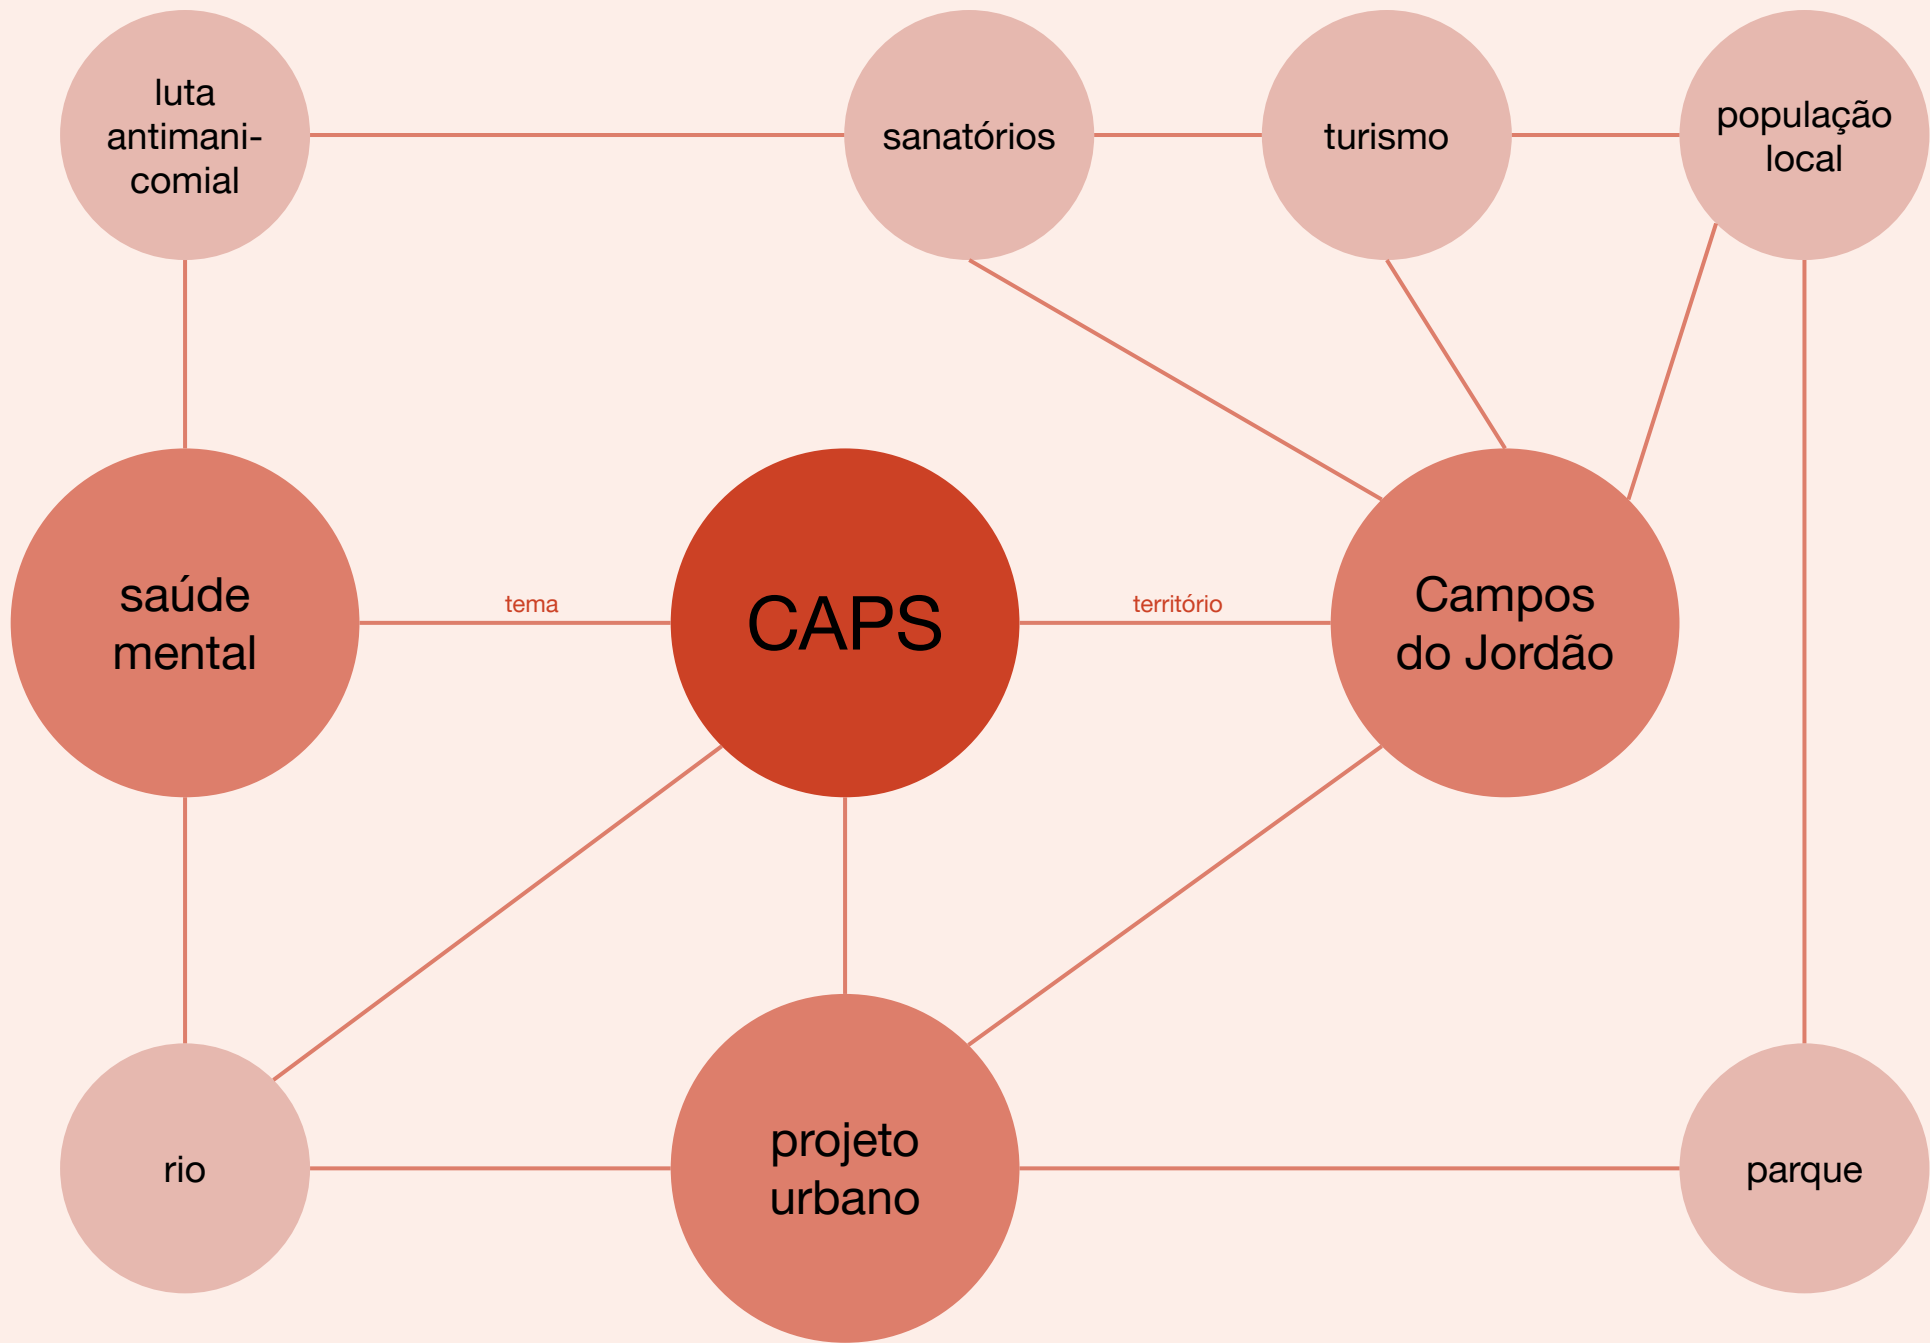 luta
antimani-
comial
sanatórios
turismo
população
local
saúde
mental
tema
CAPS
território
Campos
do Jordão
rio
projeto
urbano
parque